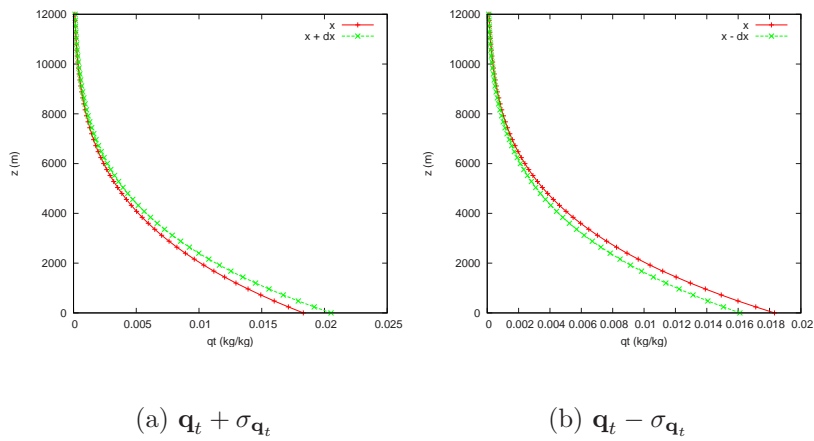 12000
10000
8000
6000
4000
2000
0
z (m)
x
x + dx
0 0.005 0.01 0.015 0.02 0.025
qt (kg/kg)
12000
10000
8000
6000
4000
2000
0
z (m)
x
x - dx
0 0.002 0.004 0.006 0.008 0.01 0.012 0.014 0.016 0.018 0.02
qt (kg/kg)
(a) qₜ + σ_qₜ
(b) qₜ − σ_qₜ